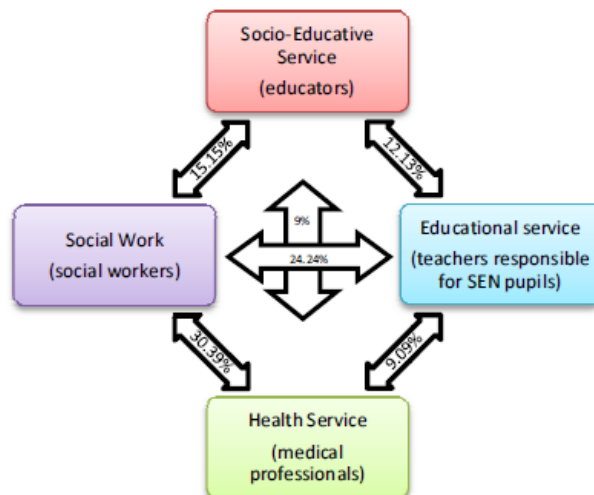 Socio-Educative
Service
(educators)
15.15%
12.13%
Social Work
(social workers)
9%
24.24%
Educational service
(teachers responsible
for SEN pupils)
30.39%
9.09%
Health Service
(medical
professionals)